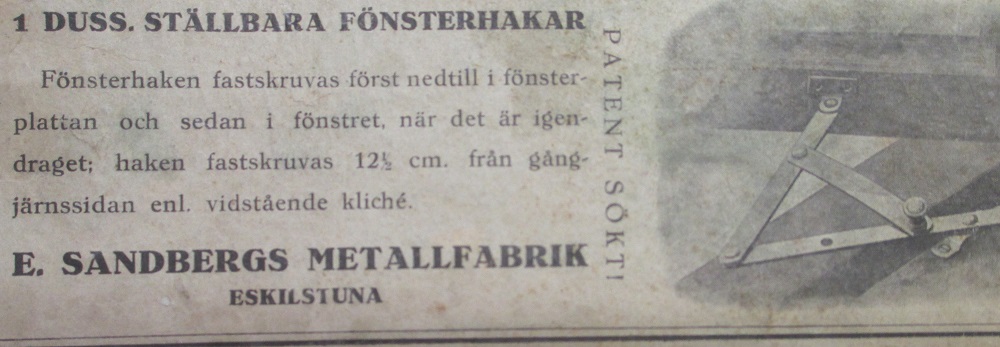 1 DUSS. STÄLLBARA FÖNSTERHAKAR
Fönsterhaken fastskruvas först nedtill i fönster-
plattan och sedan i fönstret, när det är igen-
draget; haken fastskruvas 12½ cm. från gång-
järnssidan enl. vidstående kliché.
E. SANDBERGS METALLFABRIK
ESKILSTUNA
PATENT SÖKT!